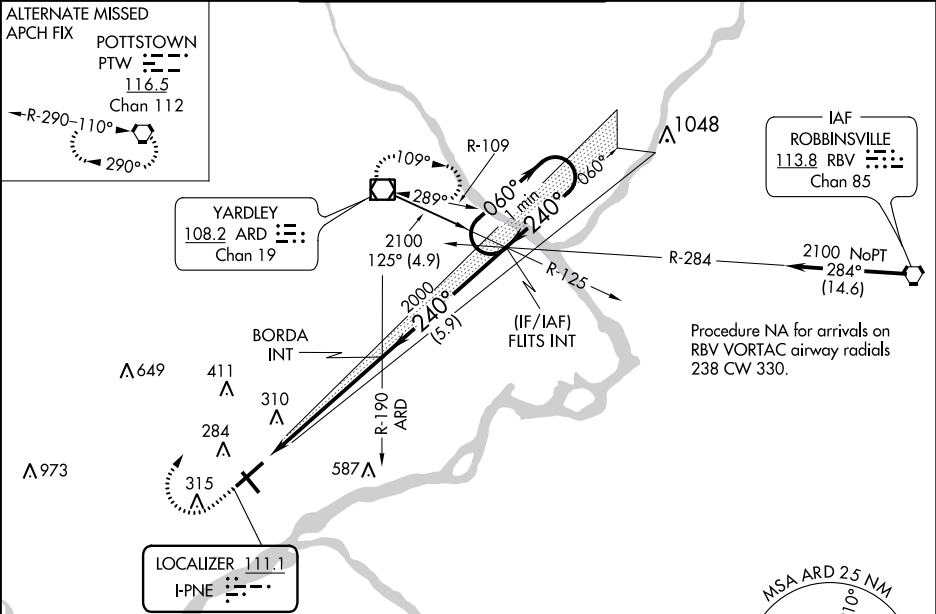 ALTERNATE MISSED
APCH FIX
POTTSTOWN
PTW
116.5
Chan 112
R-290
110°
290°
1048
IAF
ROBBINSVILLE
113.8 RBV
Chan 85
R-109
109°
289°
060°
1 min
240°
060°
YARDLEY
108.2 ARD
Chan 19
2100
125° (4.9)
R-284
2100 NoPT
284°
(14.6)
R-125
2000
240°
(5.9)
(IF/IAF)
FLITS INT
BORDA
INT
Procedure NA for arrivals on
RBV VORTAC airway radials
238 CW 330.
649
411
310
R-190
ARD
284
973
315
587
LOCALIZER 111.1
I-PNE
MSA ARD 25 NM
10°